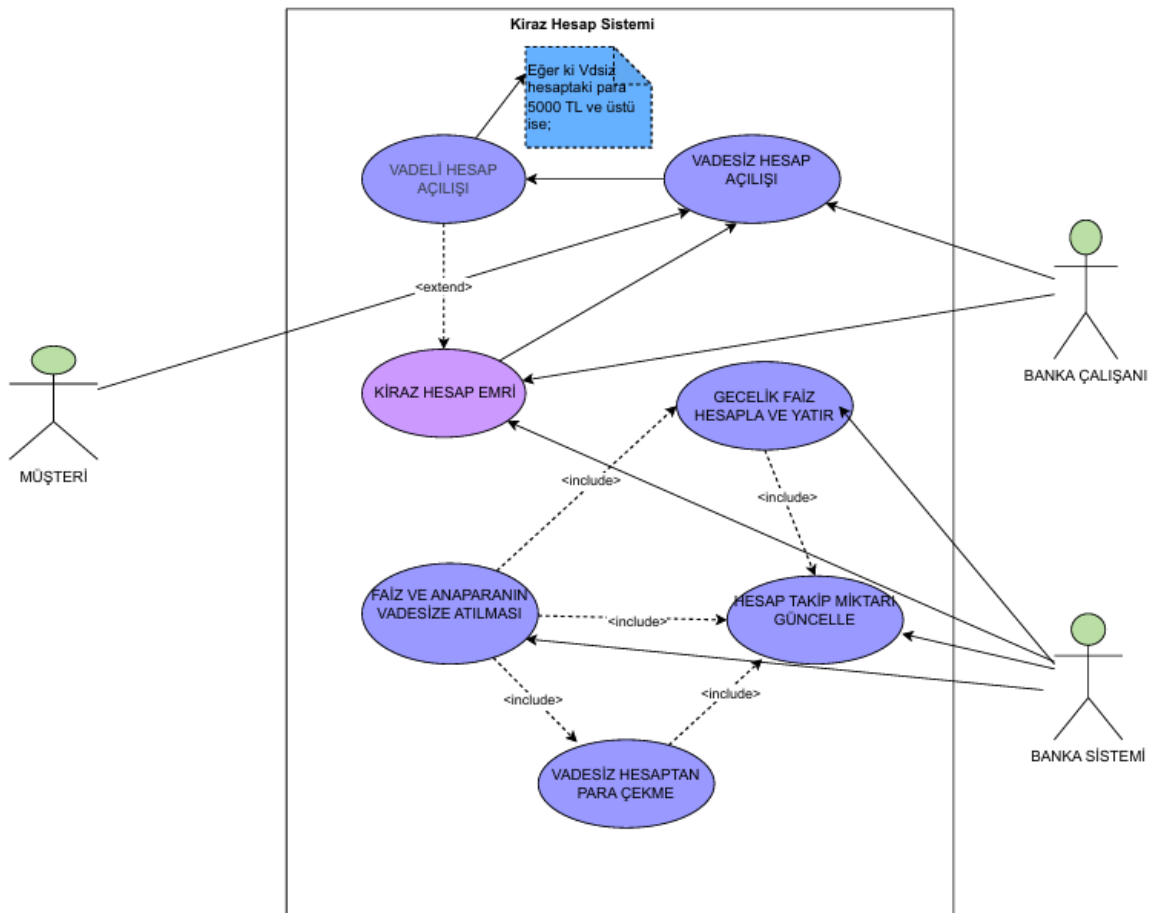 Kiraz Hesap Sistemi
Eğer ki Vdsiz
hesaptaki para
5000 TL ve üstü
ise;
VADELİ HESAP
AÇILIŞI
VADESİZ HESAP
AÇILIŞI
<extend>
BANKA ÇALIŞANI
KİRAZ HESAP EMRİ
GECELİK FAİZ
HESAPLA VE YATIR
MÜŞTERİ
<include>
<include>
FAİZ VE ANAPARANIN
VADESİZE ATILMASI
HESAP TAKİP MİKTARI
GÜNCELLE
<include>
<include>
<include>
BANKA SİSTEMİ
VADESİZ HESAPTAN
PARA ÇEKME